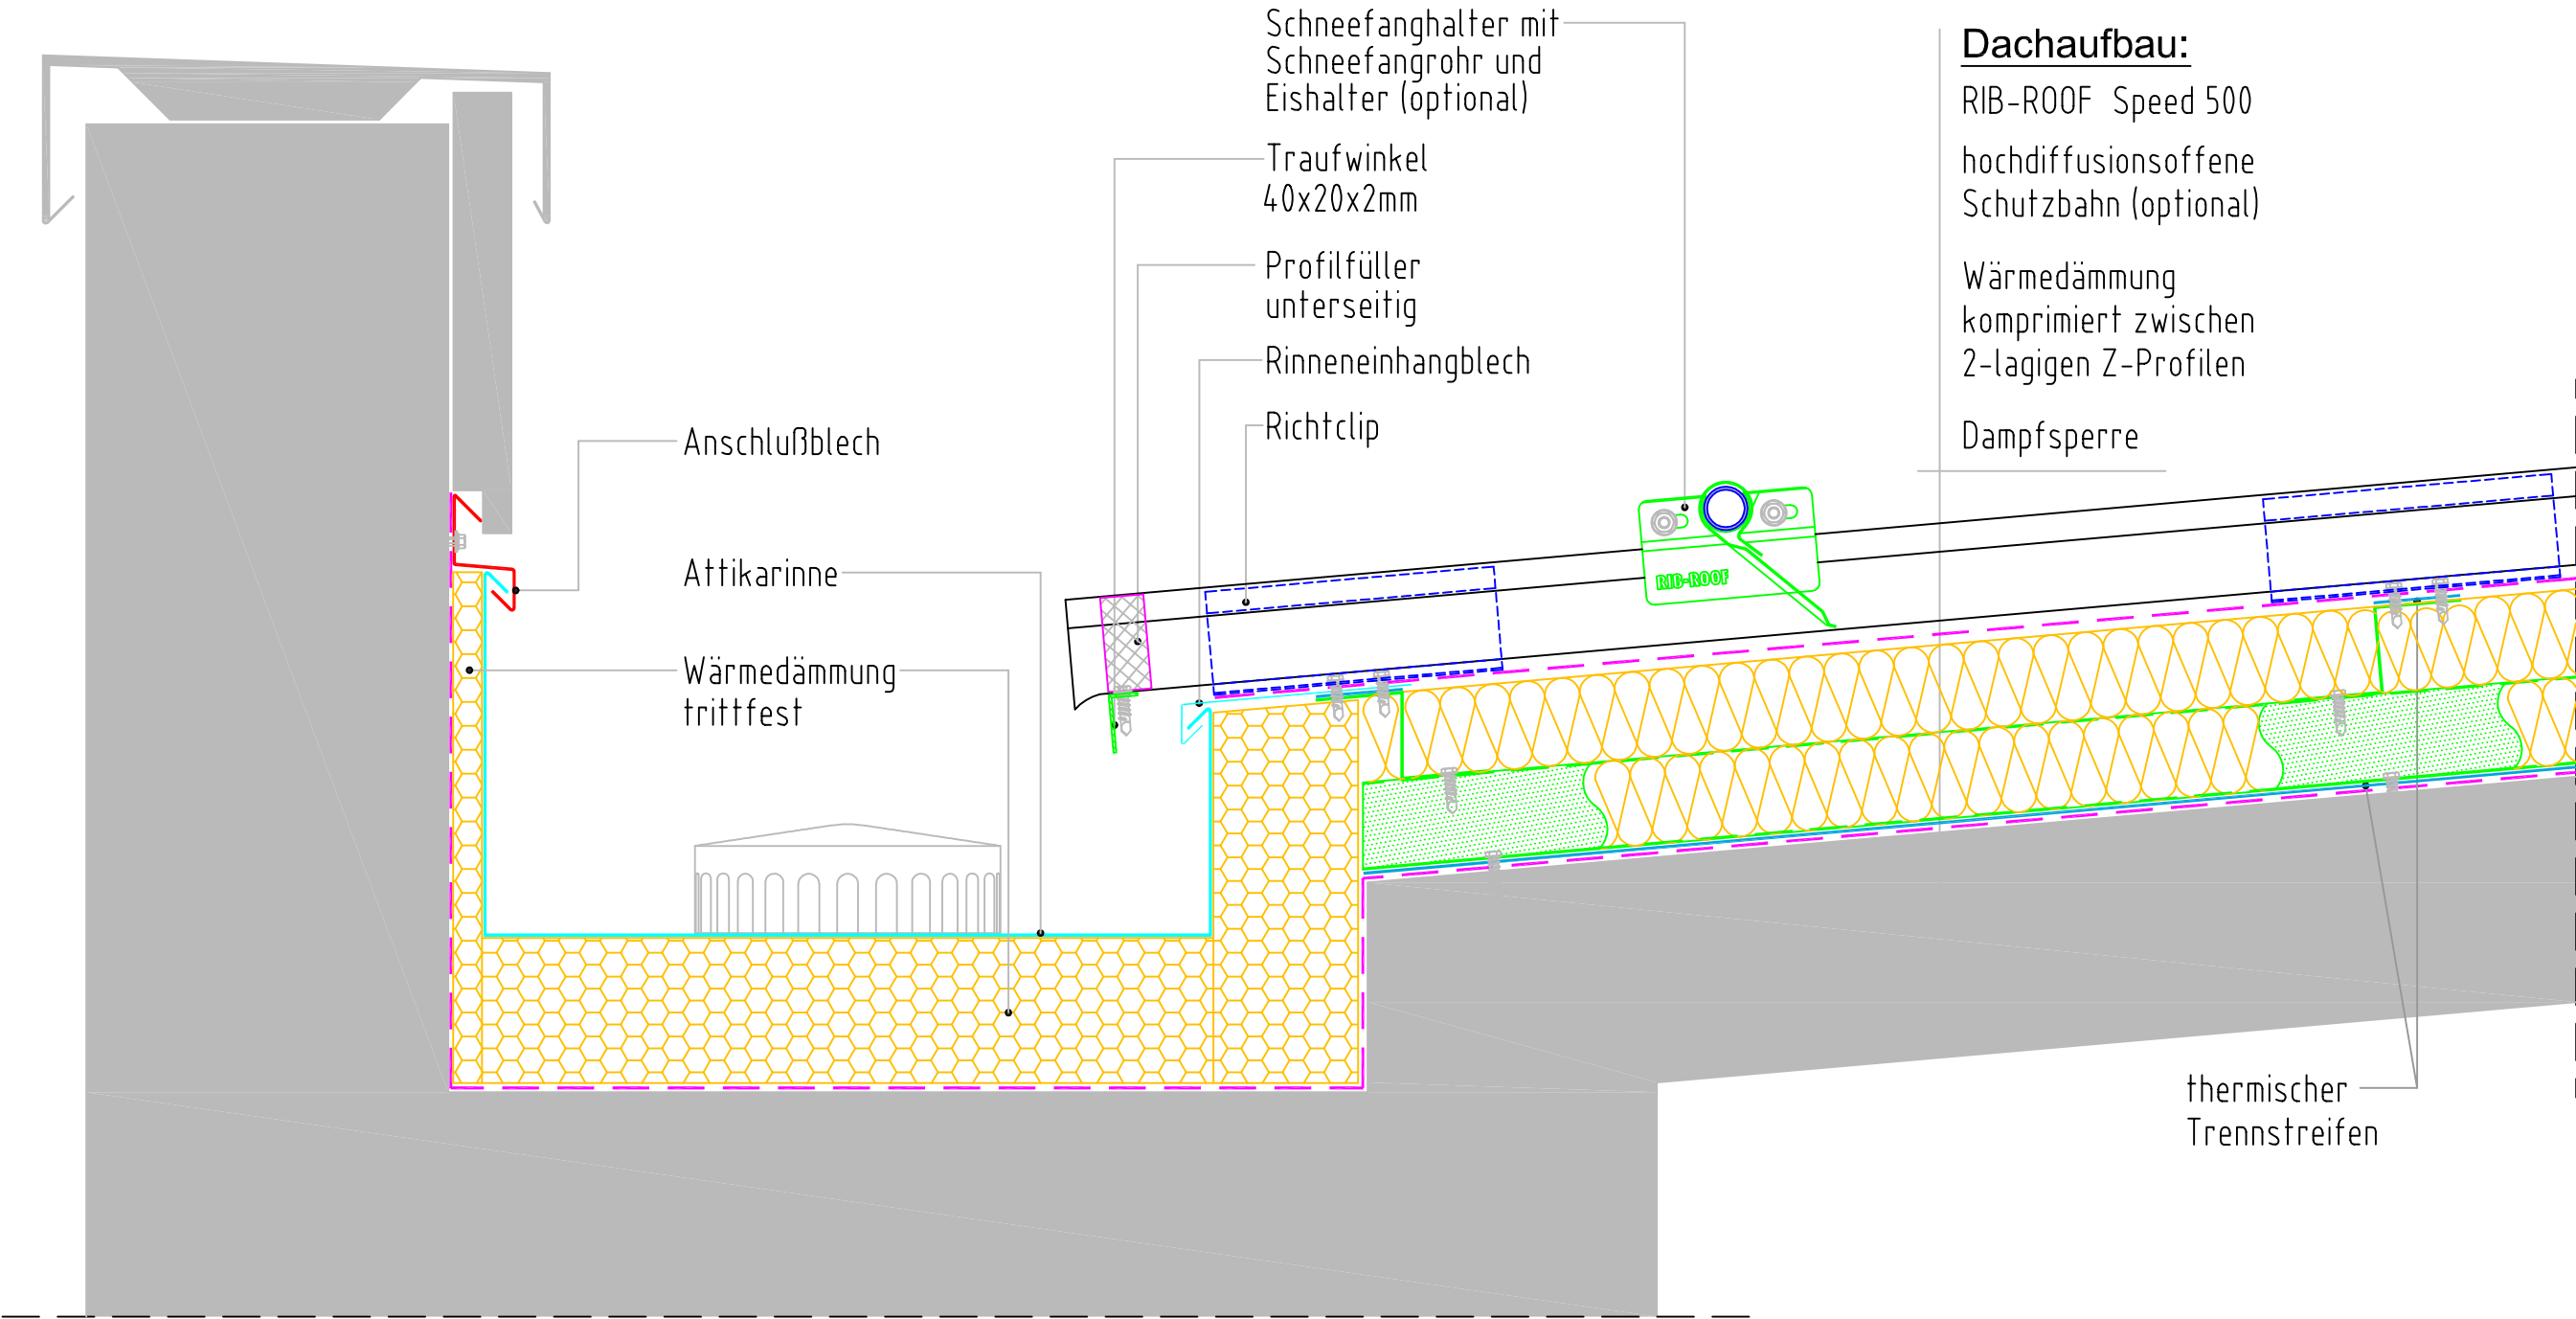 Schneefanghalter mit
Schneefangrohr und
Eishalter (optional)
Traufwinkel
40x20x2mm
Profilfüller
unterseitig
Rinneneinhangblech
Richtclip
Dachaufbau:
RIB-ROOF Speed 500
hochdiffusionsoffene
Schutzbahn (optional)
Wärmedämmung
komprimiert zwischen
2-lagigen Z-Profilen
Dampfsperre
Anschlußblech
Attikarinne
Wärmedämmung
trittfest
RIB-ROOF
thermischer
Trennstreifen